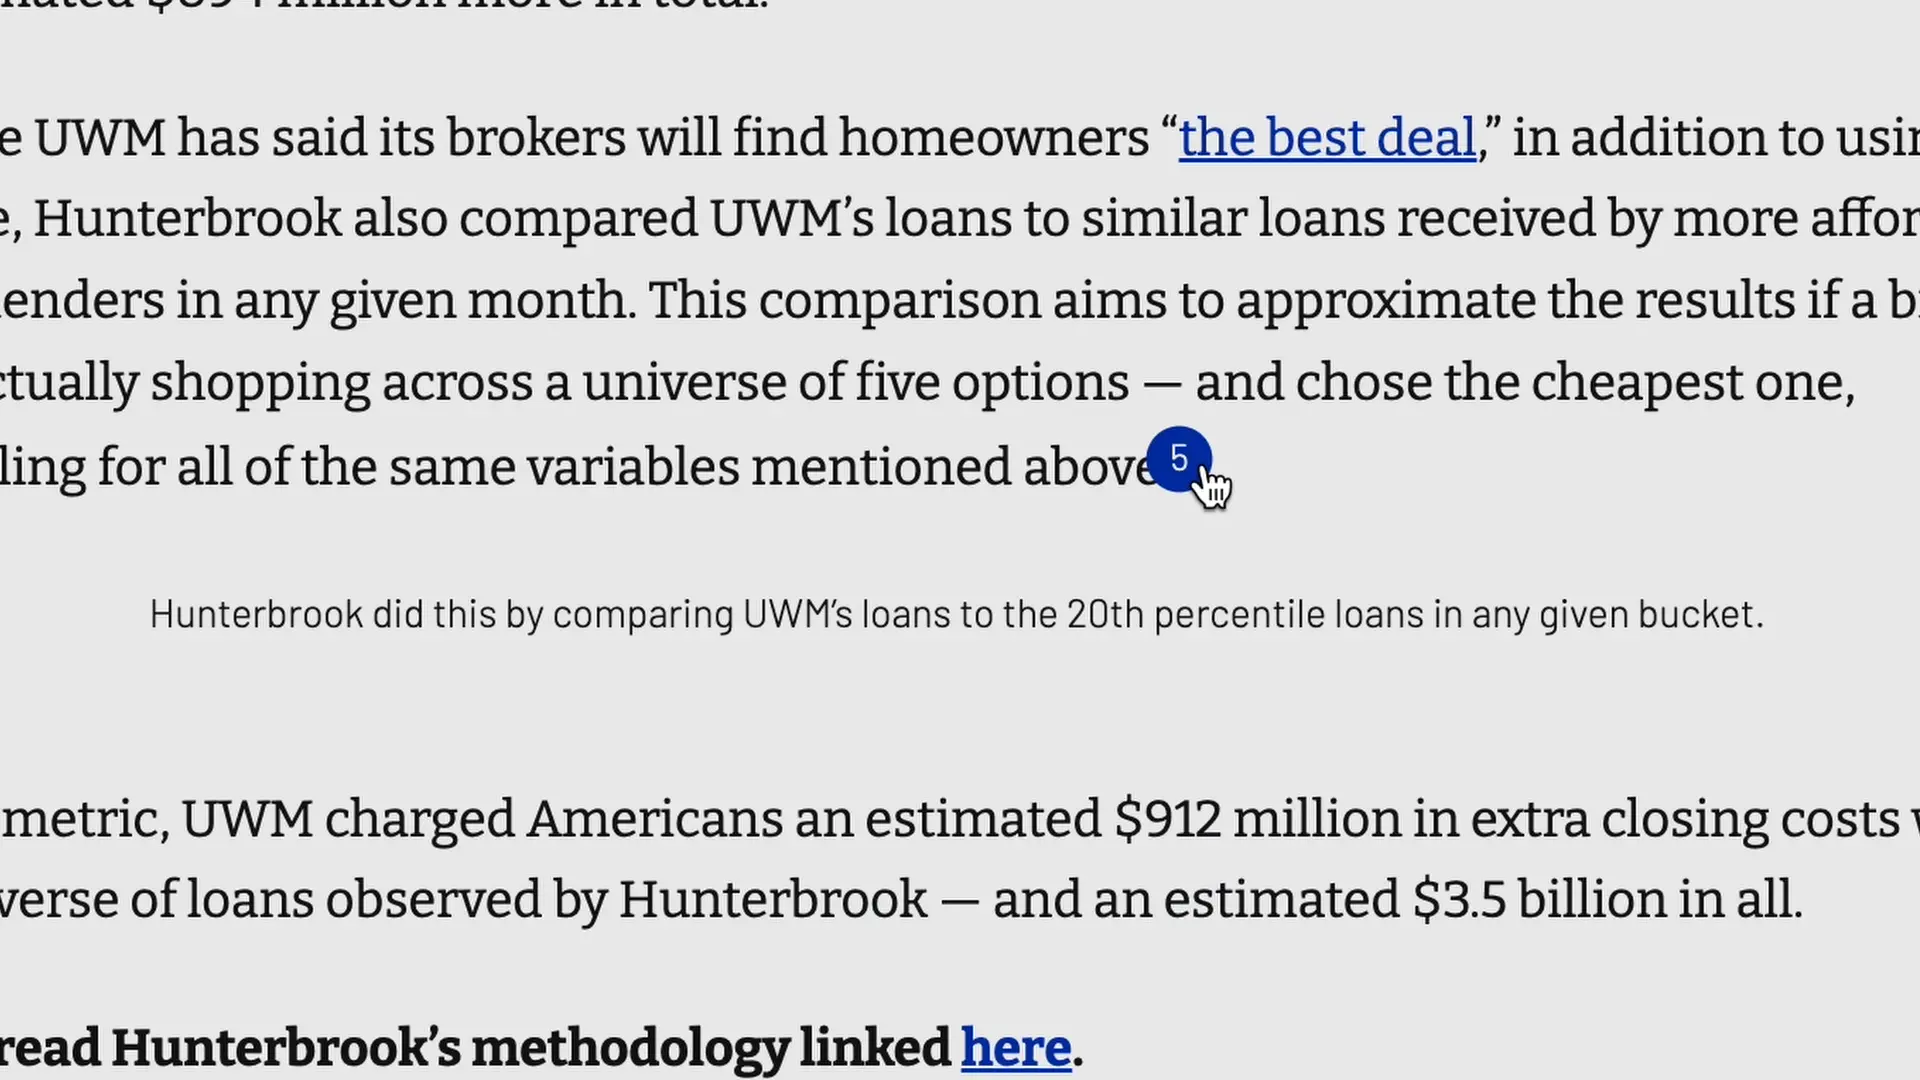 million more in total.
e UWM has said its brokers will find homeowners “the best deal,” in addition to
e, Hunterbrook also compared UWM’s loans to similar loans received by more
lenders in any given month. This comparison aims to approximate the results if a
ctually shopping across a universe of five options — and chose the cheapest one,
ling for all of the same variables mentioned above
5
Hunterbrook did this by comparing UWM’s loans to the 20th percentile loans in any given bucket.
metric, UWM charged Americans an estimated $912 million in extra closing costs
verse of loans observed by Hunterbrook — and an estimated $3.5 billion in all.
read Hunterbrook’s methodology linked here.